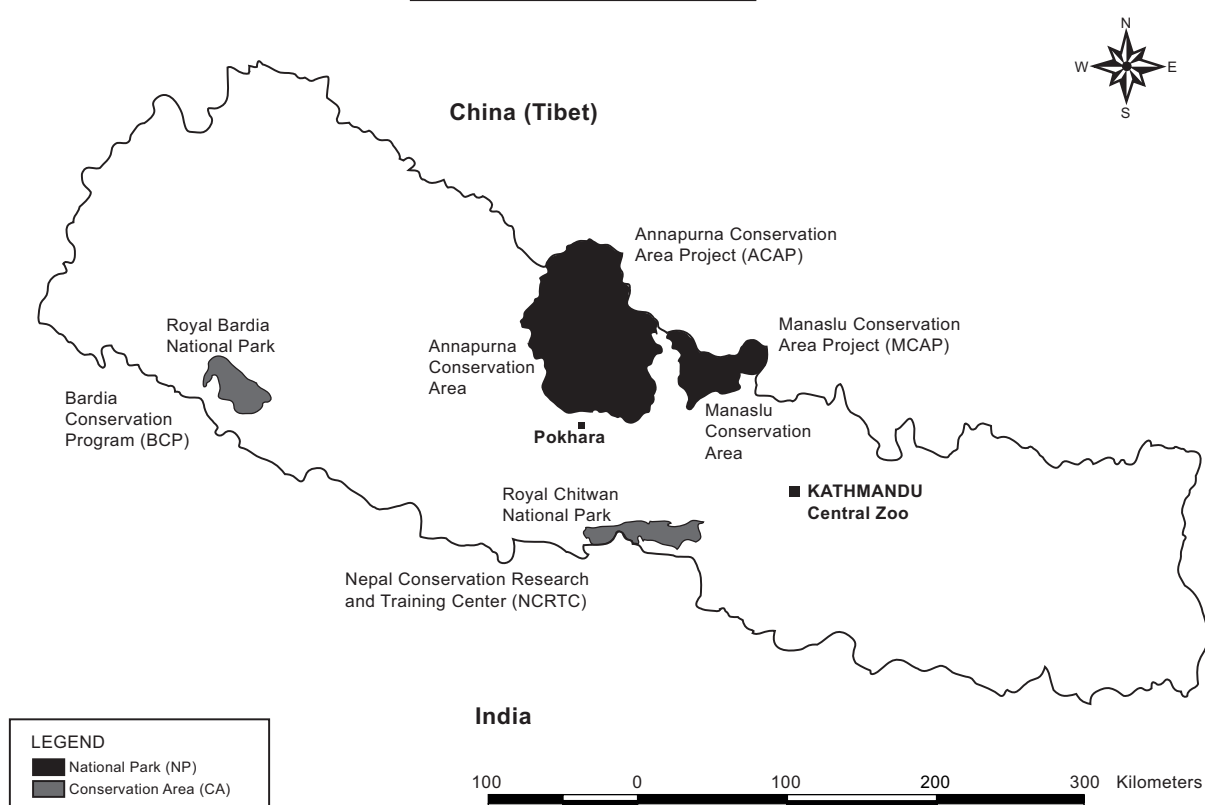 N
W
E
S
China (Tibet)
Annapurna Conservation
Area Project (ACAP)
Royal Bardia
National Park
Annapurna
Conservation
Area
Manaslu Conservation
Area Project (MCAP)
Bardia
Conservation
Program (BCP)
Manaslu
Conservation
Area
Pokhara
Royal Chitwan
National Park
KATHMANDU
Central Zoo
Nepal Conservation Research
and Training Center (NCRTC)
India
LEGEND
National Park (NP)
Conservation Area (CA)
100 0 100 200 300 Kilometers